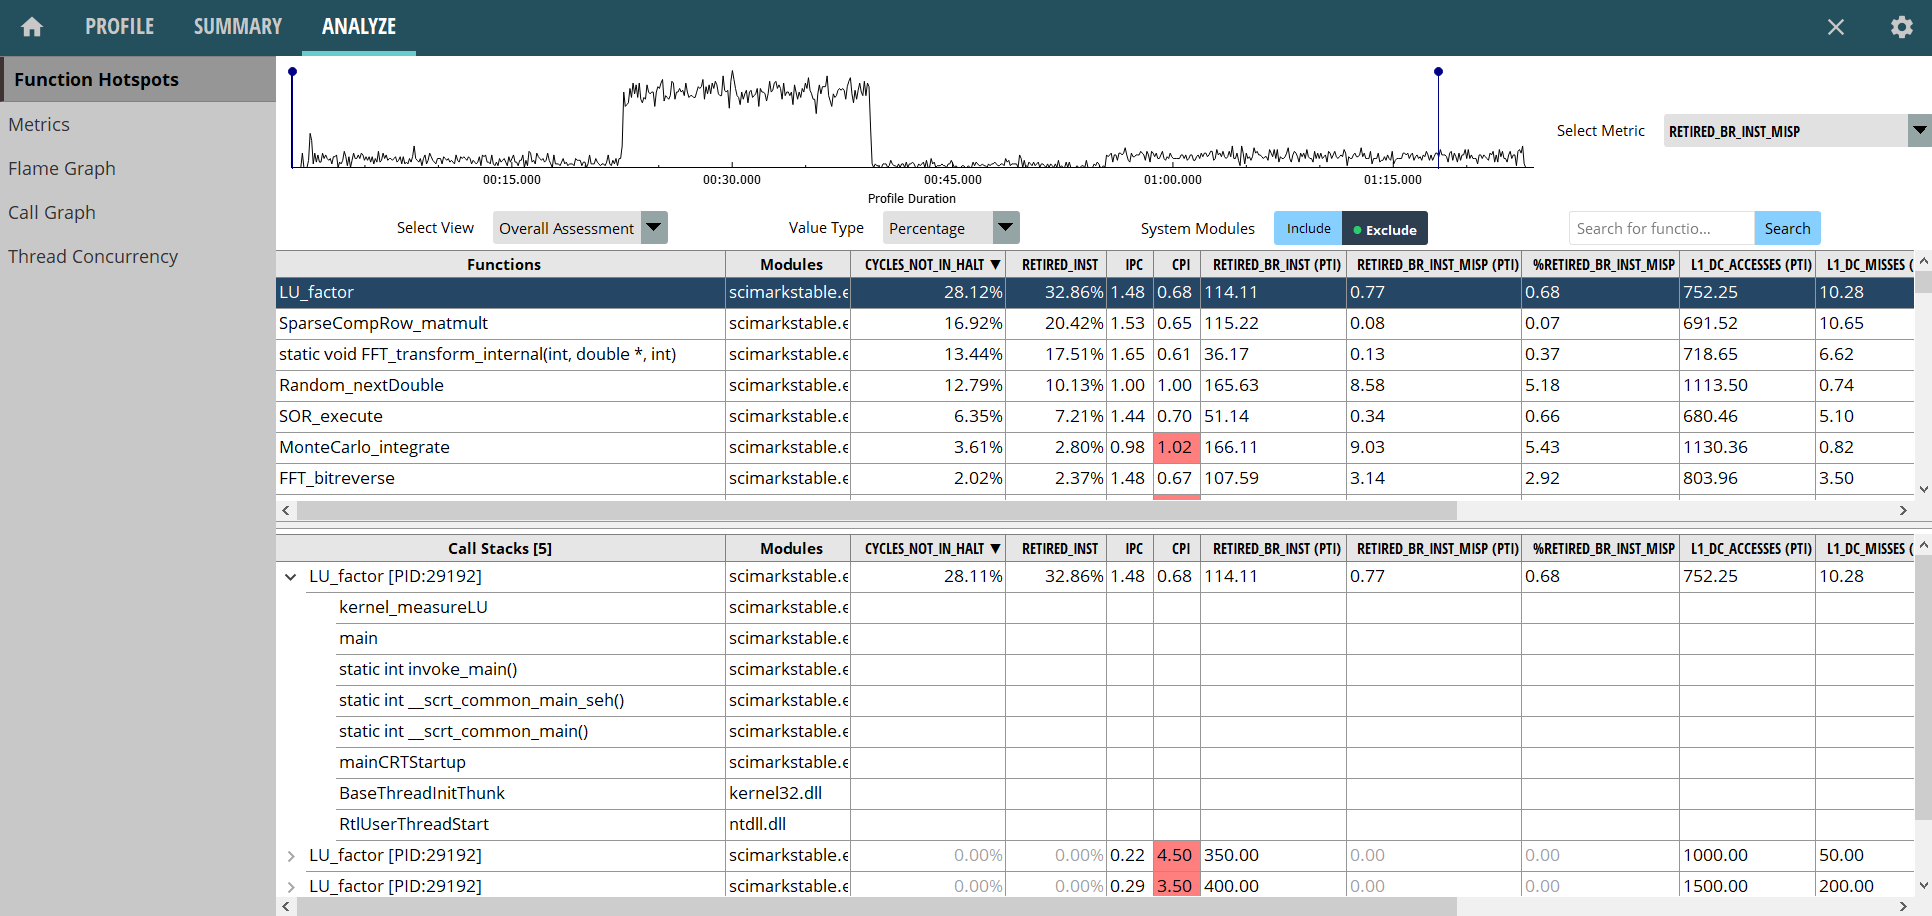 PROFILE SUMMARY ANALYZE
Function Hotspots
Metrics
Flame Graph
Call Graph
Thread Concurrency
00:15.000 00:30.000 00:45.000 01:00.000 01:15.000
Profile Duration
Select Metric RETIRED_BR_INST_MISP
Select View Overall Assessment Value Type Percentage System Modules Include Exclude Search for functio... Search
Functions Modules CYCLES_NOT_IN_HALT ▼ RETIRED_INST IPC CPI RETIRED_BR_INST (PTI) RETIRED_BR_INST_MISP (PTI) %RETIRED_BR_INST_MISP L1_DC_ACCESSES (PTI) L1_DC_MISSES (
LU_factor scimarkstable.e 28.12% 32.86% 1.48 0.68 114.11 0.77 0.68 752.25 10.28
SparseCompRow_matmult scimarkstable.e 16.92% 20.42% 1.53 0.65 115.22 0.08 0.07 691.52 10.65
static void FFT_transform_internal(int, double *, int) scimarkstable.e 13.44% 17.51% 1.65 0.61 36.17 0.13 0.37 718.65 6.62
Random_nextDouble scimarkstable.e 12.79% 10.13% 1.00 1.00 165.63 8.58 5.18 1113.50 0.74
SOR_execute scimarkstable.e 6.35% 7.21% 1.44 0.70 51.14 0.34 0.66 680.46 5.10
MonteCarlo_integrate scimarkstable.e 3.61% 2.80% 0.98 1.02 166.11 9.03 5.43 1130.36 0.82
FFT_bitreverse scimarkstable.e 2.02% 2.37% 1.48 0.67 107.59 3.14 2.92 803.96 3.50
Call Stacks [5] Modules CYCLES_NOT_IN_HALT ▼ RETIRED_INST IPC CPI RETIRED_BR_INST (PTI) RETIRED_BR_INST_MISP (PTI) %RETIRED_BR_INST_MISP L1_DC_ACCESSES (PTI) L1_DC_MISSES (
LU_factor [PID:29192] scimarkstable.e 28.11% 32.86% 1.48 0.68 114.11 0.77 0.68 752.25 10.28
kernel_measureLU scimarkstable.e
main scimarkstable.e
static int invoke_main() scimarkstable.e
static int __scrt_common_main_seh() scimarkstable.e
static int __scrt_common_main() scimarkstable.e
mainCRTStartup scimarkstable.e
BaseThreadInitThunk kernel32.dll
RtlUserThreadStart ntdll.dll
LU_factor [PID:29192] scimarkstable.e 0.00% 0.00% 0.22 4.50 350.00 0.00 0.00 1000.00 50.00
LU_factor [PID:29192] scimarkstable.e 0.00% 0.00% 0.29 3.50 400.00 0.00 0.00 1500.00 200.00